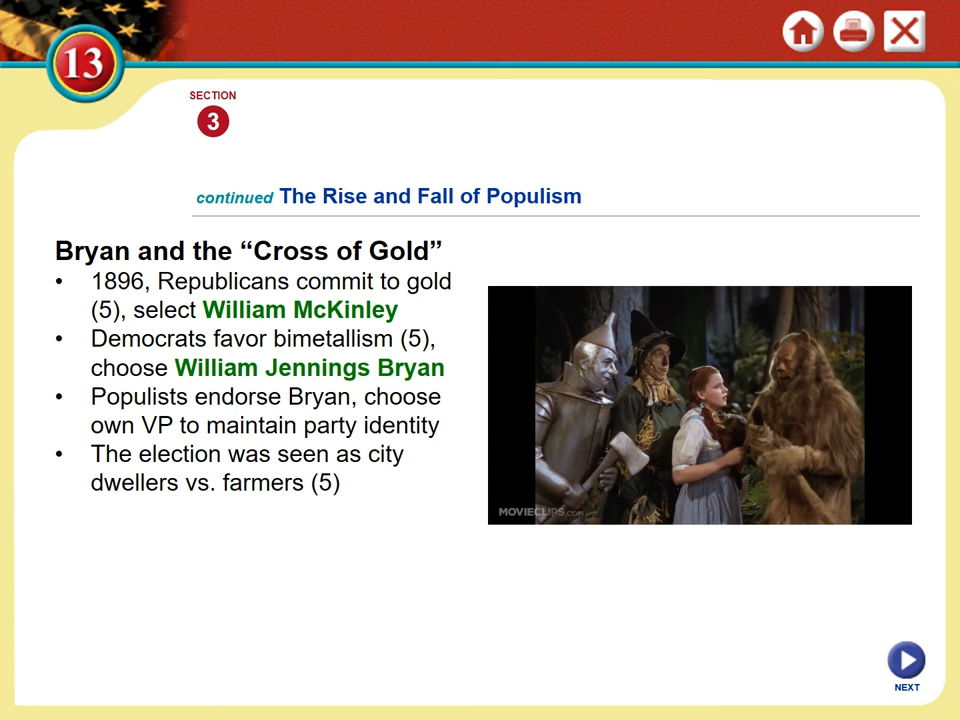 13
SECTION
3
continued The Rise and Fall of Populism
Bryan and the “Cross of Gold”
• 1896, Republicans commit to gold
(5), select William McKinley
• Democrats favor bimetallism (5),
choose William Jennings Bryan
• Populists endorse Bryan, choose
own VP to maintain party identity
• The election was seen as city
dwellers vs. farmers (5)
MOVIECLIPS.COM
NEXT